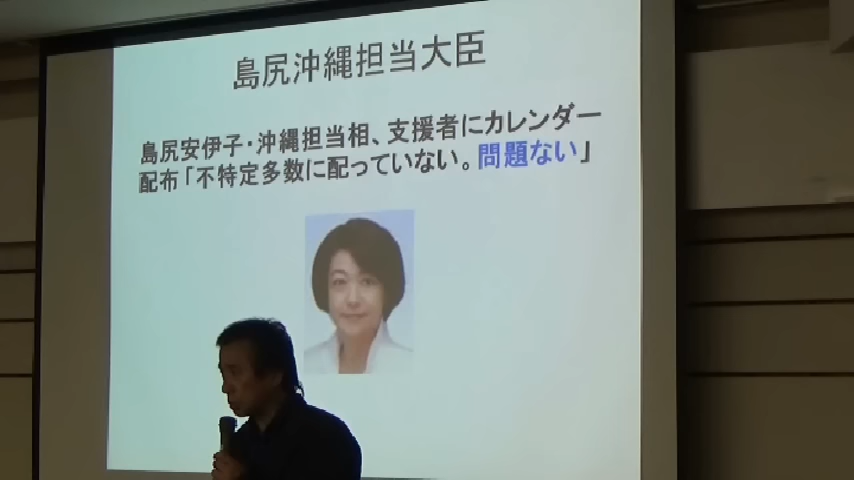 島尻沖縄担当大臣
島尻安伊子・沖縄担当相、支援者にカレンダー
配布「不特定多数に配っていない。問題ない」